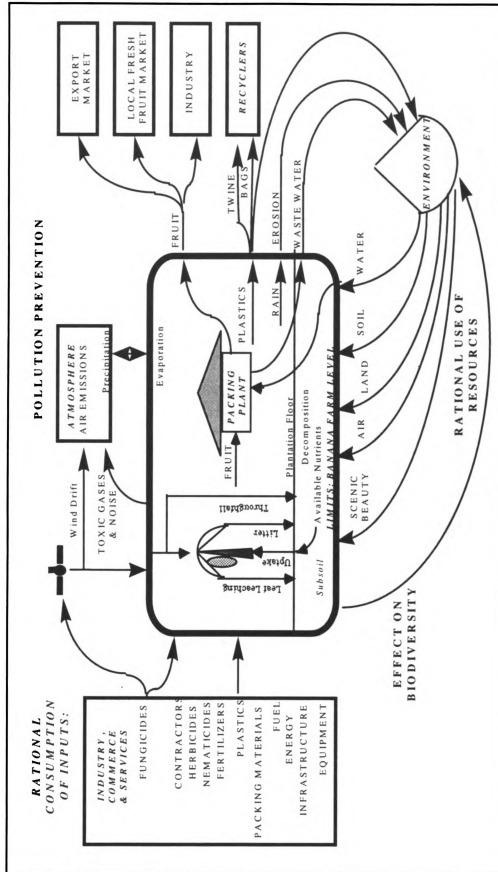 RATIONAL
CONSUMPTION
OF INPUTS:
INDUSTRY,
COMMERCE
& SERVICES
FUNGICIDES
CONTRACTORS
HERBICIDES
NEMATICIDES
FERTILIZERS
PLASTICS
PACKING MATERIALS
FUEL
ENERGY
INFRASTRUCTURE
EQUIPMENT
POLLUTION PREVENTION
Wind Drift
TOXIC GASES
& NOISE
ATMOSPHERE
AIR EMISSIONS
Precipitation
Evaporation
Throughfall
Litter
Uptake
Leaf Leaching
FRUIT
PACKING
PLANT
Plantation Floor
Decomposition
Available Nutrients
Subsoil
LIMITS: BANANA FARM LEVEL
FRUIT
PLASTICS
RAIN
EROSION
WASTE WATER
TWINE
BAGS
EXPORT
MARKET
LOCAL FRESH
FRUIT MARKET
INDUSTRY
RECYCLERS
WATER
SOIL
LAND
AIR
SCENIC
BEAUTY
ENVIRONMENT
RATIONAL USE OF
RESOURCES
EFFECT ON
BIODIVERSITY